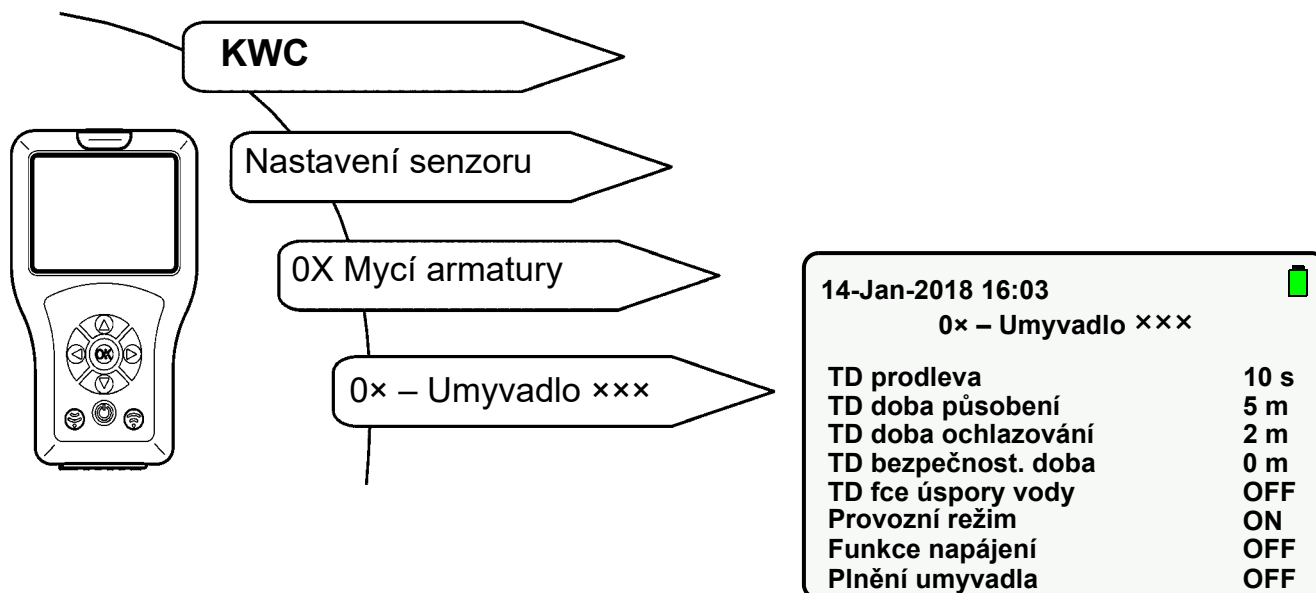 KWC
Nastavení senzoru
0X Mycí armatury
0× – Umyvadlo ×××
OK
14-Jan-2018 16:03
0× – Umyvadlo ×××
TD prodleva 10 s
TD doba působení 5 m
TD doba ochlazování 2 m
TD bezpečnost. doba 0 m
TD fce úspory vody OFF
Provozní režim ON
Funkce napájení OFF
Plnění umyvadla OFF